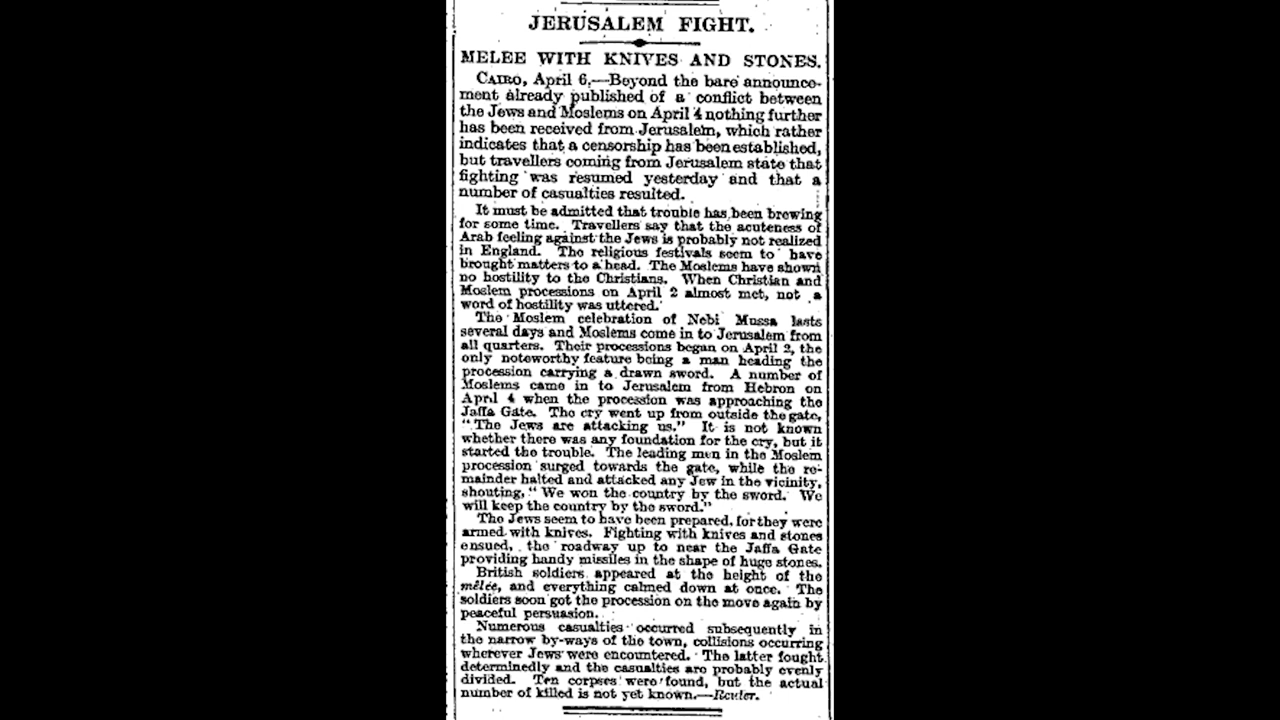 JERUSALEM FIGHT.
MELEE WITH KNIVES AND STONES.
CAIRO, April 6.—Beyond the bare announce-
ment already published of a conflict between
the Jews and Moslems on April 4 nothing further
has been received from Jerusalem, which rather
indicates that a censorship has been established,
but travellers coming from Jerusalem state that
fighting was resumed yesterday and that a
number of casualties resulted.
It must be admitted that trouble has been brewing
for some time. Travellers say that the acuteness of
Arab feeling against the Jews is probably not realized
in England. The religious festivals seem to have
brought matters to a head. The Moslems have shown
no hostility to the Christians. When Christian and
Moslem processions on April 2 almost met, not a
word of hostility was uttered.
The Moslem celebration of Nebi Mussa lasts
several days and Moslems come in to Jerusalem from
all quarters. Their processions began on April 2, the
only noteworthy feature being a man heading the
procession carrying a drawn sword. A number of
Moslems came in to Jerusalem from Hebron on
April 4 when the procession was approaching the
Jaffa Gate. The cry went up from outside the gate,
"The Jews are attacking us." It is not known
whether there was any foundation for the cry, but it
started the trouble. The leading men in the Moslem
procession surged towards the gate, while the re-
mainder halted and attacked any Jew in the vicinity,
shouting, "We won the country by the sword. We
will keep the country by the sword."
The Jews seem to have been prepared, for they were
armed with knives. Fighting with knives and stones
ensued, the roadway up to near the Jaffa Gate
providing handy missiles in the shape of huge stones.
British soldiers appeared at the height of the
mêlée, and everything calmed down at once. The
soldiers soon got the procession on the move again by
peaceful persuasion.
Numerous casualties occurred subsequently in
the narrow by-ways of the town, collisions occurring
wherever Jews were encountered. The latter fought
determinedly and the casualties are probably evenly
divided. Ten corpses were found, but the actual
number of killed is not yet known.—Reuter.